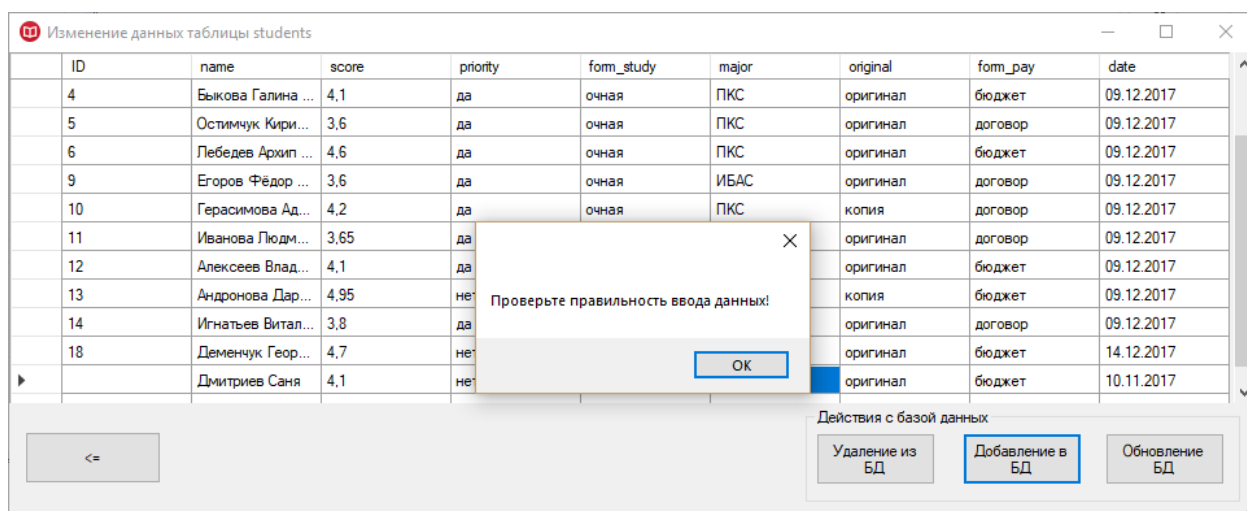 Изменение данных таблицы students
ID name score priority form_study major original form_pay date
4 Быкова Галина ... 4,1 да очная ПКС оригинал бюджет 09.12.2017
5 Остимчук Кири... 3,6 да очная ПКС оригинал договор 09.12.2017
6 Лебедев Архип ... 4,6 да очная ПКС оригинал бюджет 09.12.2017
9 Егоров Фёдор ... 3,6 да очная ИБАС оригинал договор 09.12.2017
10 Герасимова Ад... 4,2 да очная ПКС копия договор 09.12.2017
11 Иванова Людм... 3,65 да оригинал договор 09.12.2017
12 Алексеев Влад... 4,1 да оригинал бюджет 09.12.2017
13 Андронова Дар... 4,95 нет копия бюджет 09.12.2017
14 Игнатьев Витал... 3,8 да оригинал договор 09.12.2017
18 Деменчук Геор... 4,7 нет оригинал бюджет 14.12.2017
Дмитриев Саня 4,1 нет оригинал бюджет 10.11.2017
Проверьте правильность ввода данных!
OK
Действия с базой данных
<=
Удаление из
БД
Добавление в
БД
Обновление
БД